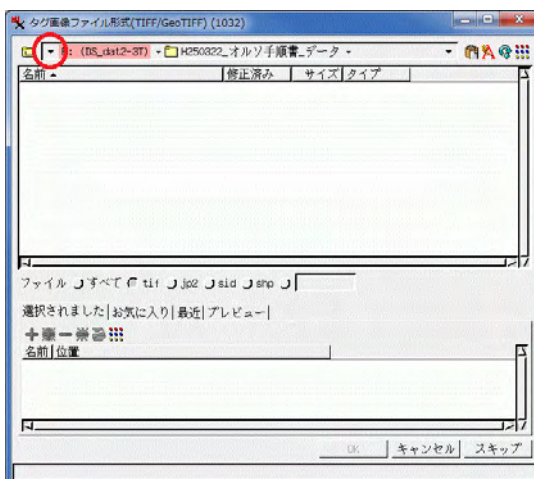 タグ画像ファイル形式(TIFF/GeoTIFF) (1032)
(DS_dat2-3T) H250322_オルソ手順書_データ
名前 修正済み サイズ タイプ
ファイル すべて tif jp2 sid shp
選択されました お気に入り 最近 プレビュー
名前 位置
OK キャンセル スキップ